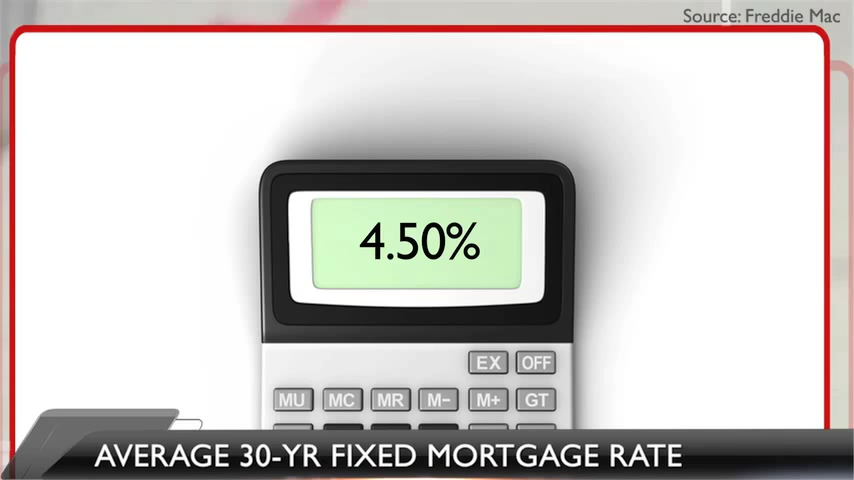 Source: Freddie Mac
4.50%
EX OFF
MU MC MR M− M+ GT
AVERAGE 30-YR FIXED MORTGAGE RATE